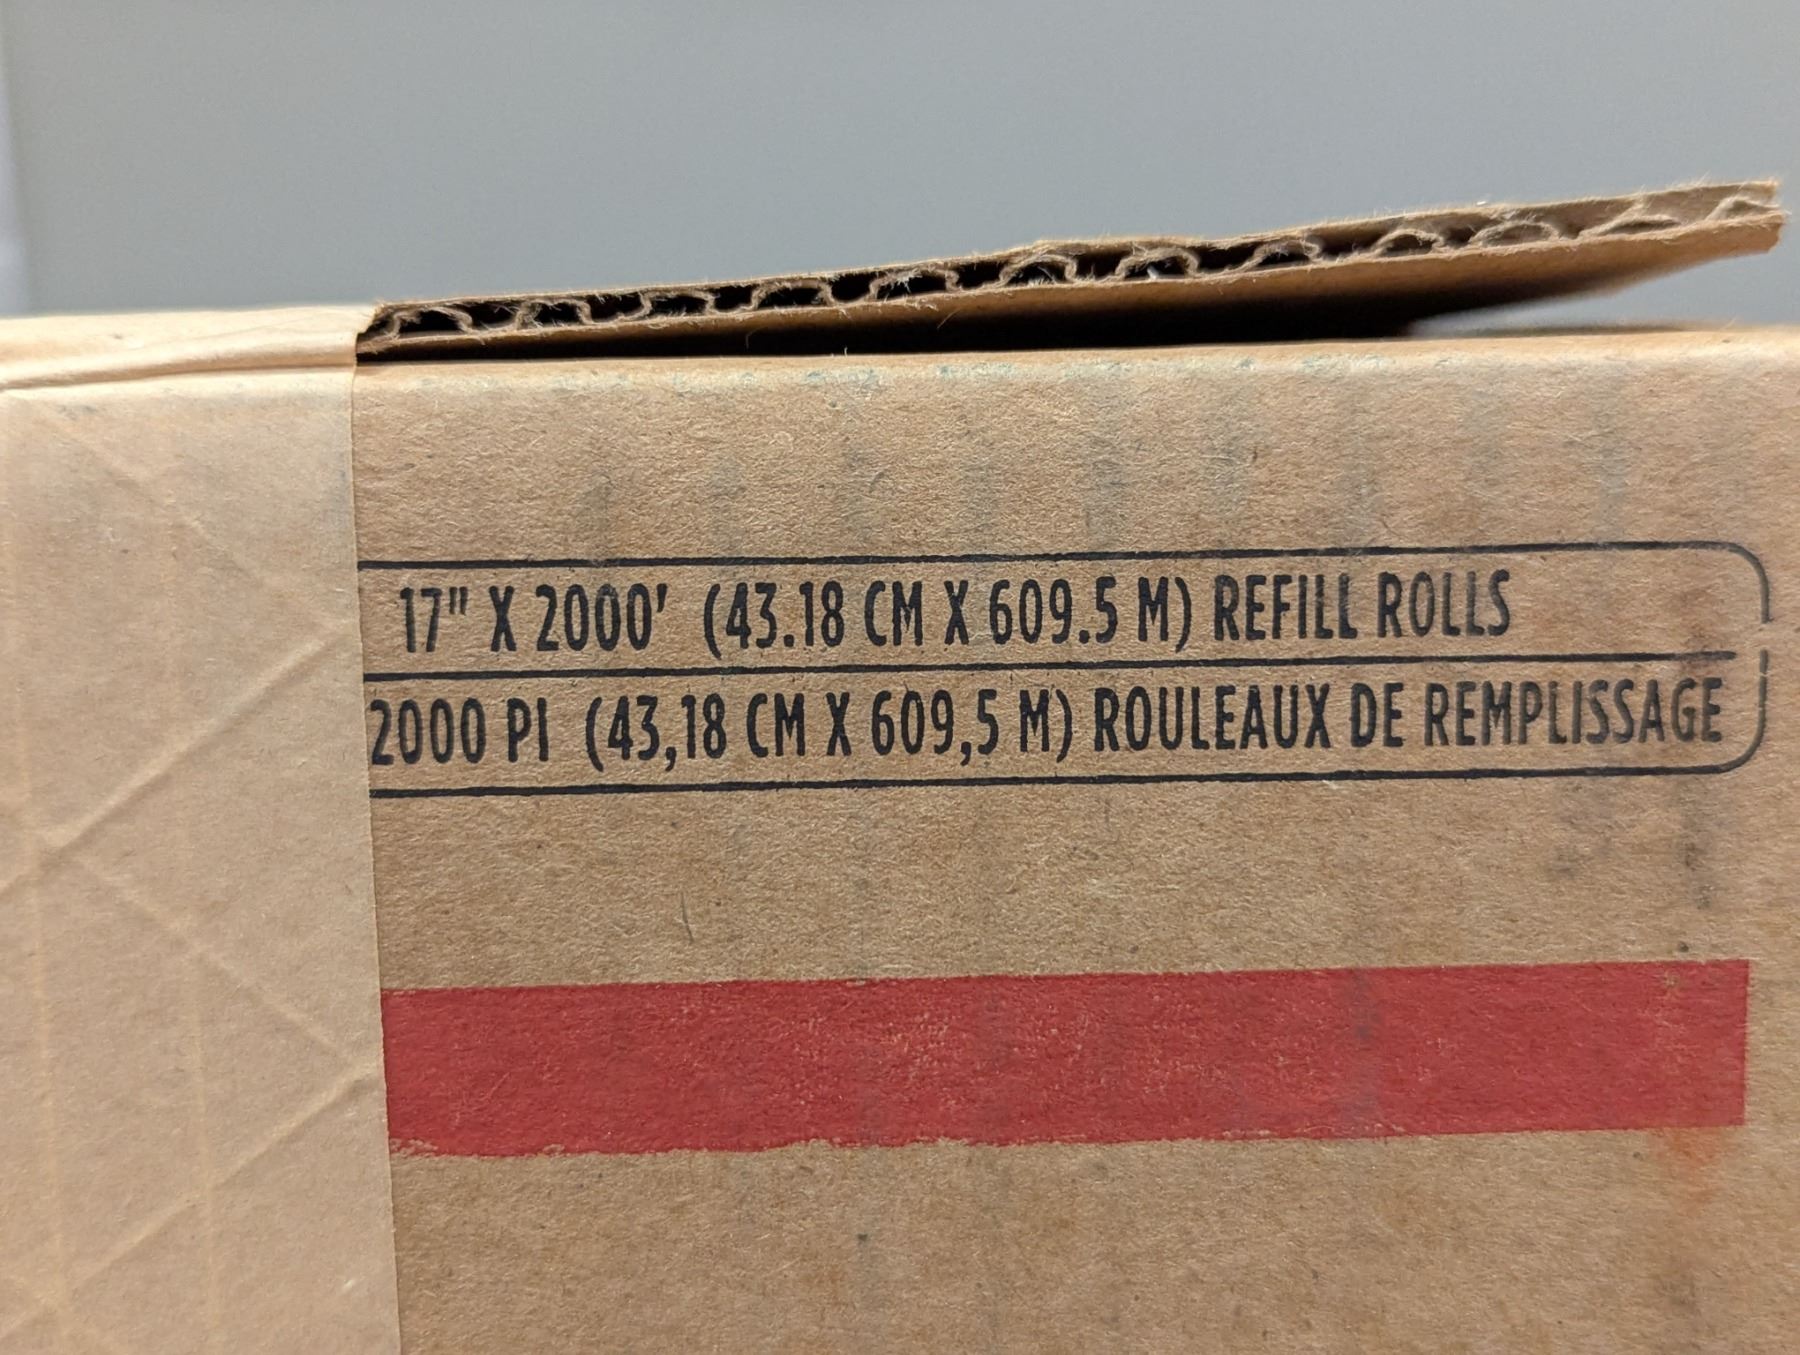 17" X 2000' (43.18 CM X 609.5 M) REFILL ROLLS
2000 PI (43,18 CM X 609,5 M) ROULEAUX DE REMPLISSAGE